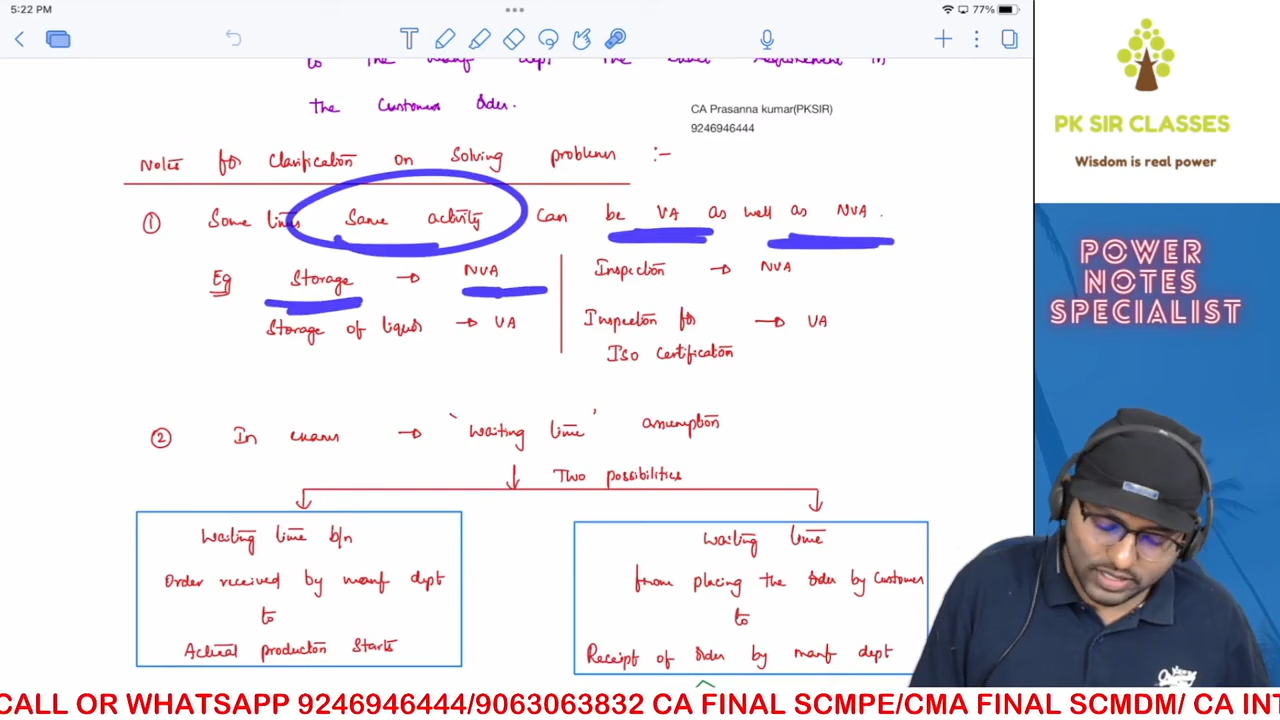 5:22 PM
77%
the Customers Order.
CA Prasanna kumar(PKSIR)
9246946444
Notes for Clarification on Solving problems :-
① Some times Same activity Can be VA as well as NVA.
Eg Storage → NVA
Storage of liquor → VA
Inspection → NVA
Inspection for → VA
ISO Certification
② In exams → 'Waiting time' assumption
Two possibilities
Waiting time b/n
Order received by manf dept
to
Actual production Starts
Waiting time
from placing the Order by Customer
to
Receipt of Order by manf dept
PK SIR CLASSES
Wisdom is real power
POWER
NOTES
SPECIALIST
CALL OR WHATSAPP 9246946444/9063063832 CA FINAL SCMPE/CMA FINAL SCMDM/ CA INT